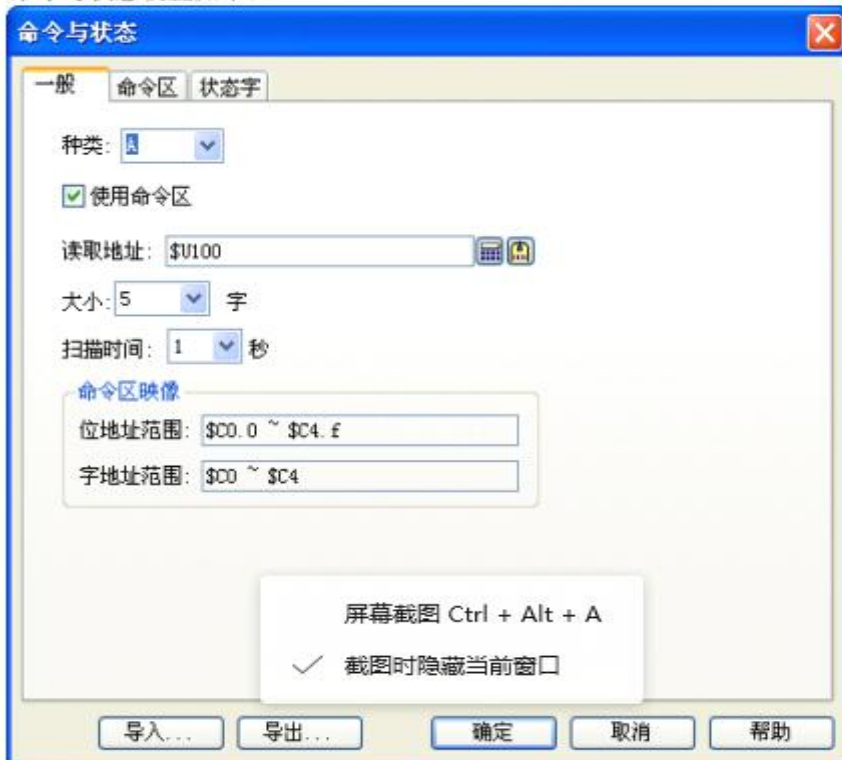 命令与状态
一般 命令区 状态字
种类: A
使用命令区
读取地址: $U100
大小: 5 字
扫描时间: 1 秒
命令区映像
位地址范围: $C0.0 ~ $C4.f
字地址范围: $C0 ~ $C4
屏幕截图 Ctrl + Alt + A
截图时隐藏当前窗口
导入... 导出... 确定 取消 帮助